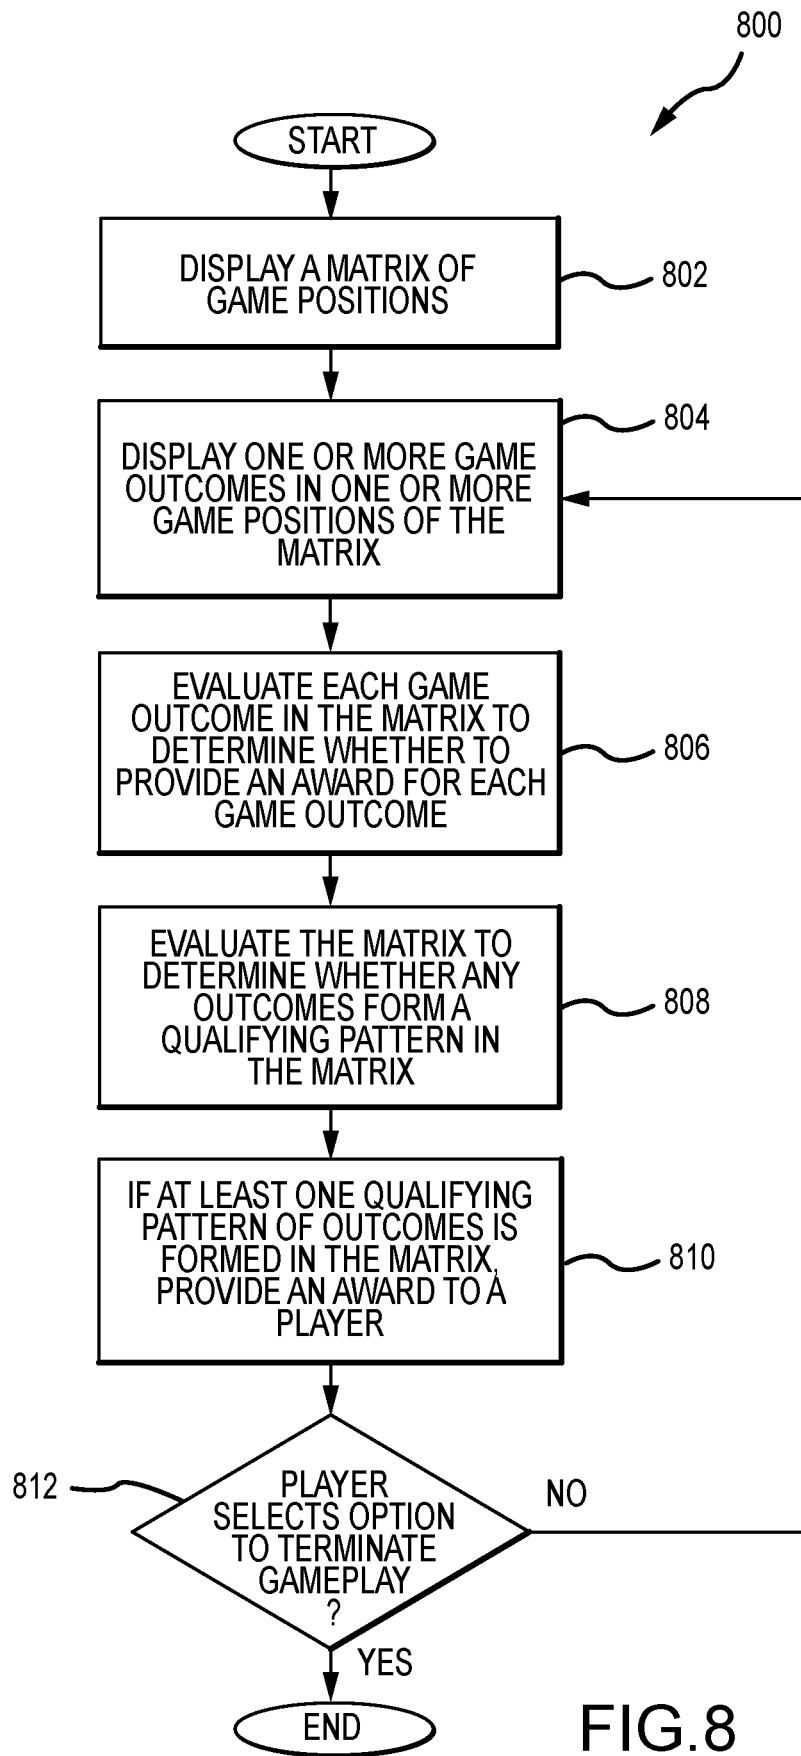 800
START
DISPLAY A MATRIX OF
GAME POSITIONS
802
804
DISPLAY ONE OR MORE GAME
OUTCOMES IN ONE OR MORE
GAME POSITIONS OF THE
MATRIX
EVALUATE EACH GAME
OUTCOME IN THE MATRIX TO
DETERMINE WHETHER TO
PROVIDE AN AWARD FOR EACH
GAME OUTCOME
806
EVALUATE THE MATRIX TO
DETERMINE WHETHER ANY
OUTCOMES FORM A
QUALIFYING PATTERN IN
THE MATRIX
808
IF AT LEAST ONE QUALIFYING
PATTERN OF OUTCOMES IS
FORMED IN THE MATRIX,
PROVIDE AN AWARD TO A
PLAYER
810
812
PLAYER
SELECTS OPTION
TO TERMINATE
GAMEPLAY
?
NO
YES
END
FIG.8